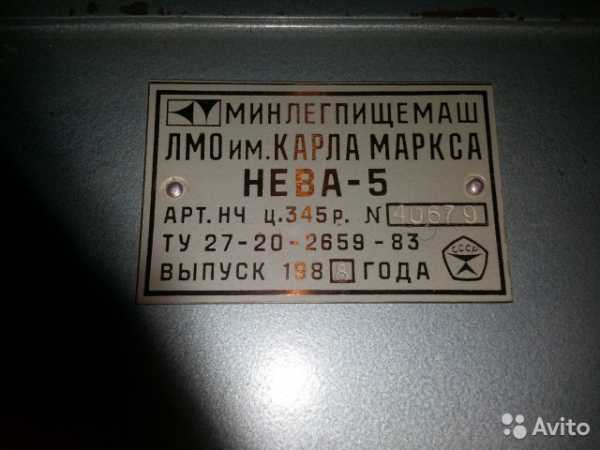 МИНЛЕГПИЩЕМАШ
ЛМО ИМ. КАРЛА МАРКСА
НЕВА-5
АРТ. НЧ Ц. 345 Р. N 40679
ТУ 27-20-2659-83
СССР
ВЫПУСК 1988 ГОДА
Avito